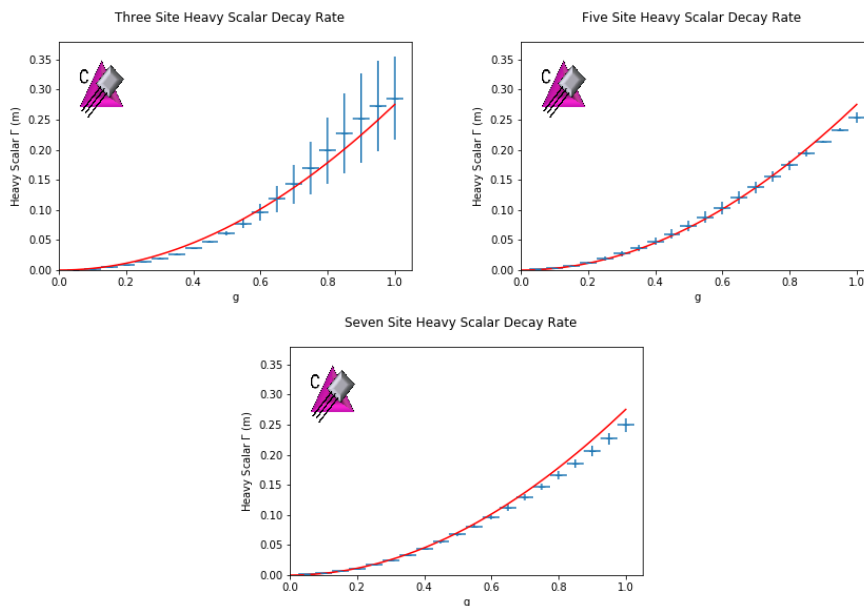 Three Site Heavy Scalar Decay Rate
0.35
0.30
0.25
0.20
0.15
0.10
0.05
0.00
Heavy Scalar Γ (m)
C
0.0 0.2 0.4 0.6 0.8 1.0
g
Five Site Heavy Scalar Decay Rate
0.35
0.30
0.25
0.20
0.15
0.10
0.05
0.00
Heavy Scalar Γ (m)
C
0.0 0.2 0.4 0.6 0.8 1.0
g
Seven Site Heavy Scalar Decay Rate
0.35
0.30
0.25
0.20
0.15
0.10
0.05
0.00
Heavy Scalar Γ (m)
C
0.0 0.2 0.4 0.6 0.8 1.0
g